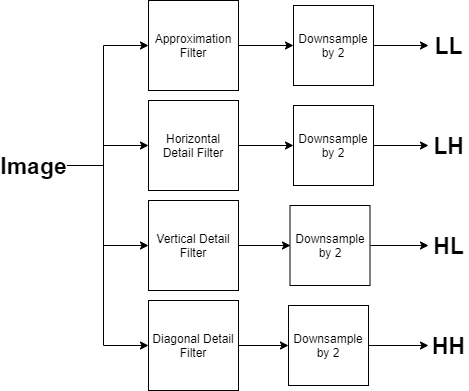 Approximation
Filter
Downsample
by 2
LL
Horizontal
Detail Filter
Downsample
by 2
LH
Image
Vertical Detail
Filter
Downsample
by 2
HL
Diagonal Detail
Filter
Downsample
by 2
HH